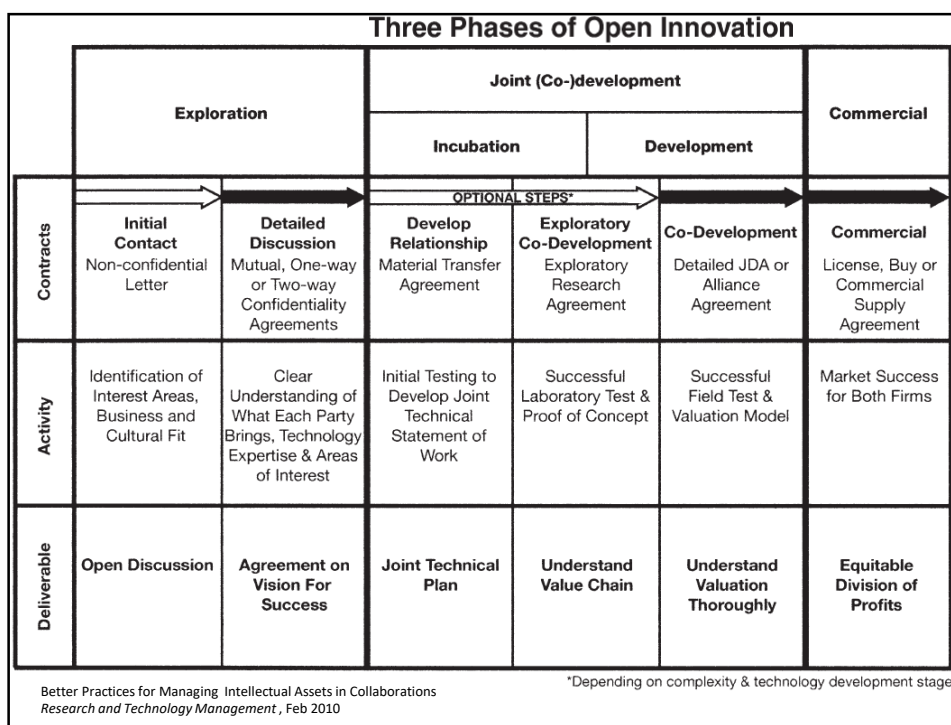 Three Phases of Open Innovation
Exploration
Joint (Co-)development
Commercial
Incubation
Development
Contracts
OPTIONAL STEPS*
Initial
Contact
Non-confidential
Letter
Detailed
Discussion
Mutual, One-way
or Two-way
Confidentiality
Agreements
Develop
Relationship
Material Transfer
Agreement
Exploratory
Co-Development
Exploratory
Research
Agreement
Co-Development
Detailed JDA or
Alliance
Agreement
Commercial
License, Buy or
Commercial
Supply
Agreement
Activity
Identification of
Interest Areas,
Business and
Cultural Fit
Clear
Understanding of
What Each Party
Brings, Technology
Expertise & Areas
of Interest
Initial Testing to
Develop Joint
Technical
Statement of
Work
Successful
Laboratory Test &
Proof of Concept
Successful
Field Test &
Valuation Model
Market Success
for Both Firms
Deliverable
Open Discussion
Agreement on
Vision For
Success
Joint Technical
Plan
Understand
Value Chain
Understand
Valuation
Thoroughly
Equitable
Division of
Profits
*Depending on complexity & technology development stage
Better Practices for Managing Intellectual Assets in Collaborations
Research and Technology Management , Feb 2010